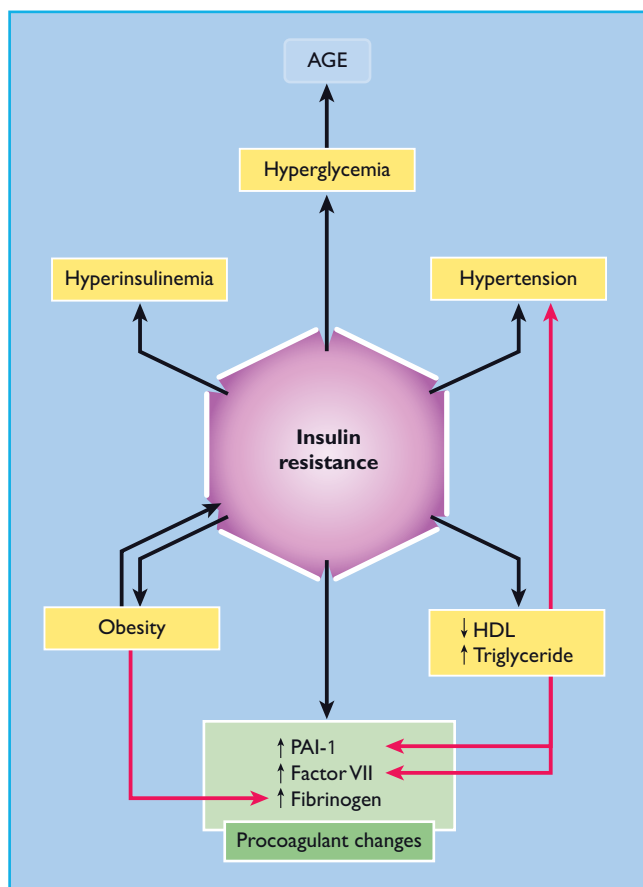 AGE
Hyperglycemia
Hyperinsulinemia
Hypertension
Insulin
resistance
Obesity
↓ HDL
↑ Triglyceride
↑ PAI-1
↑ Factor VII
↑ Fibrinogen
Procoagulant changes